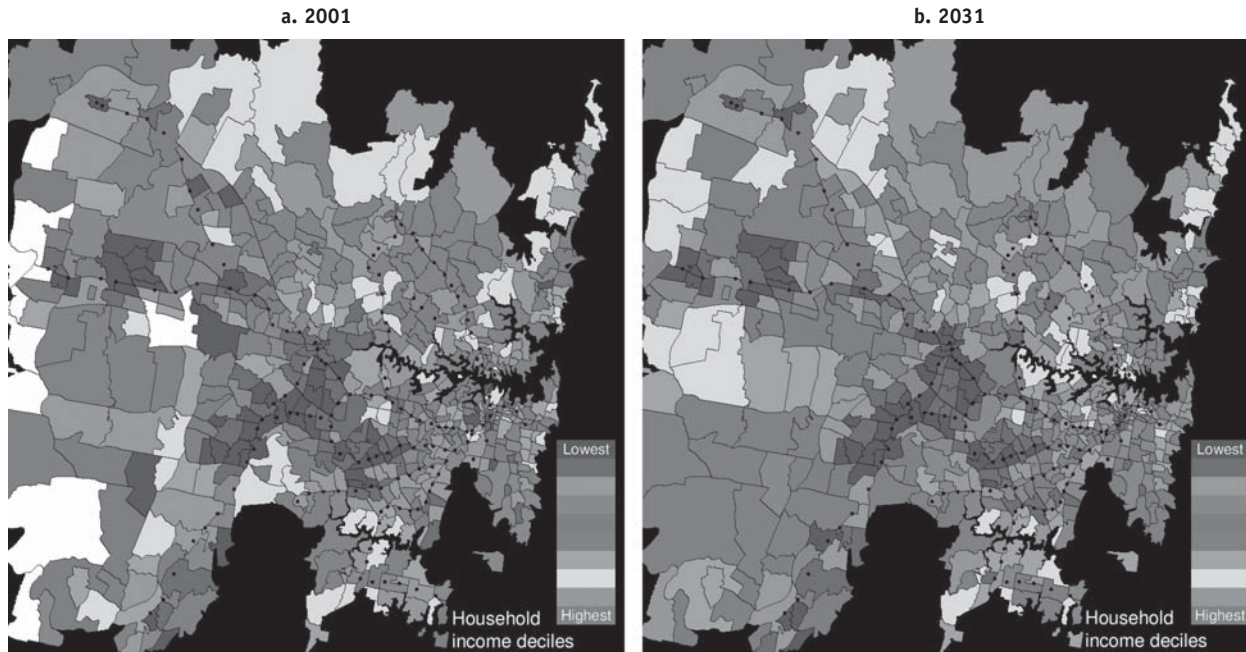 a. 2001
b. 2031
Lowest
Highest
Household
income deciles
Lowest
Highest
Household
income deciles